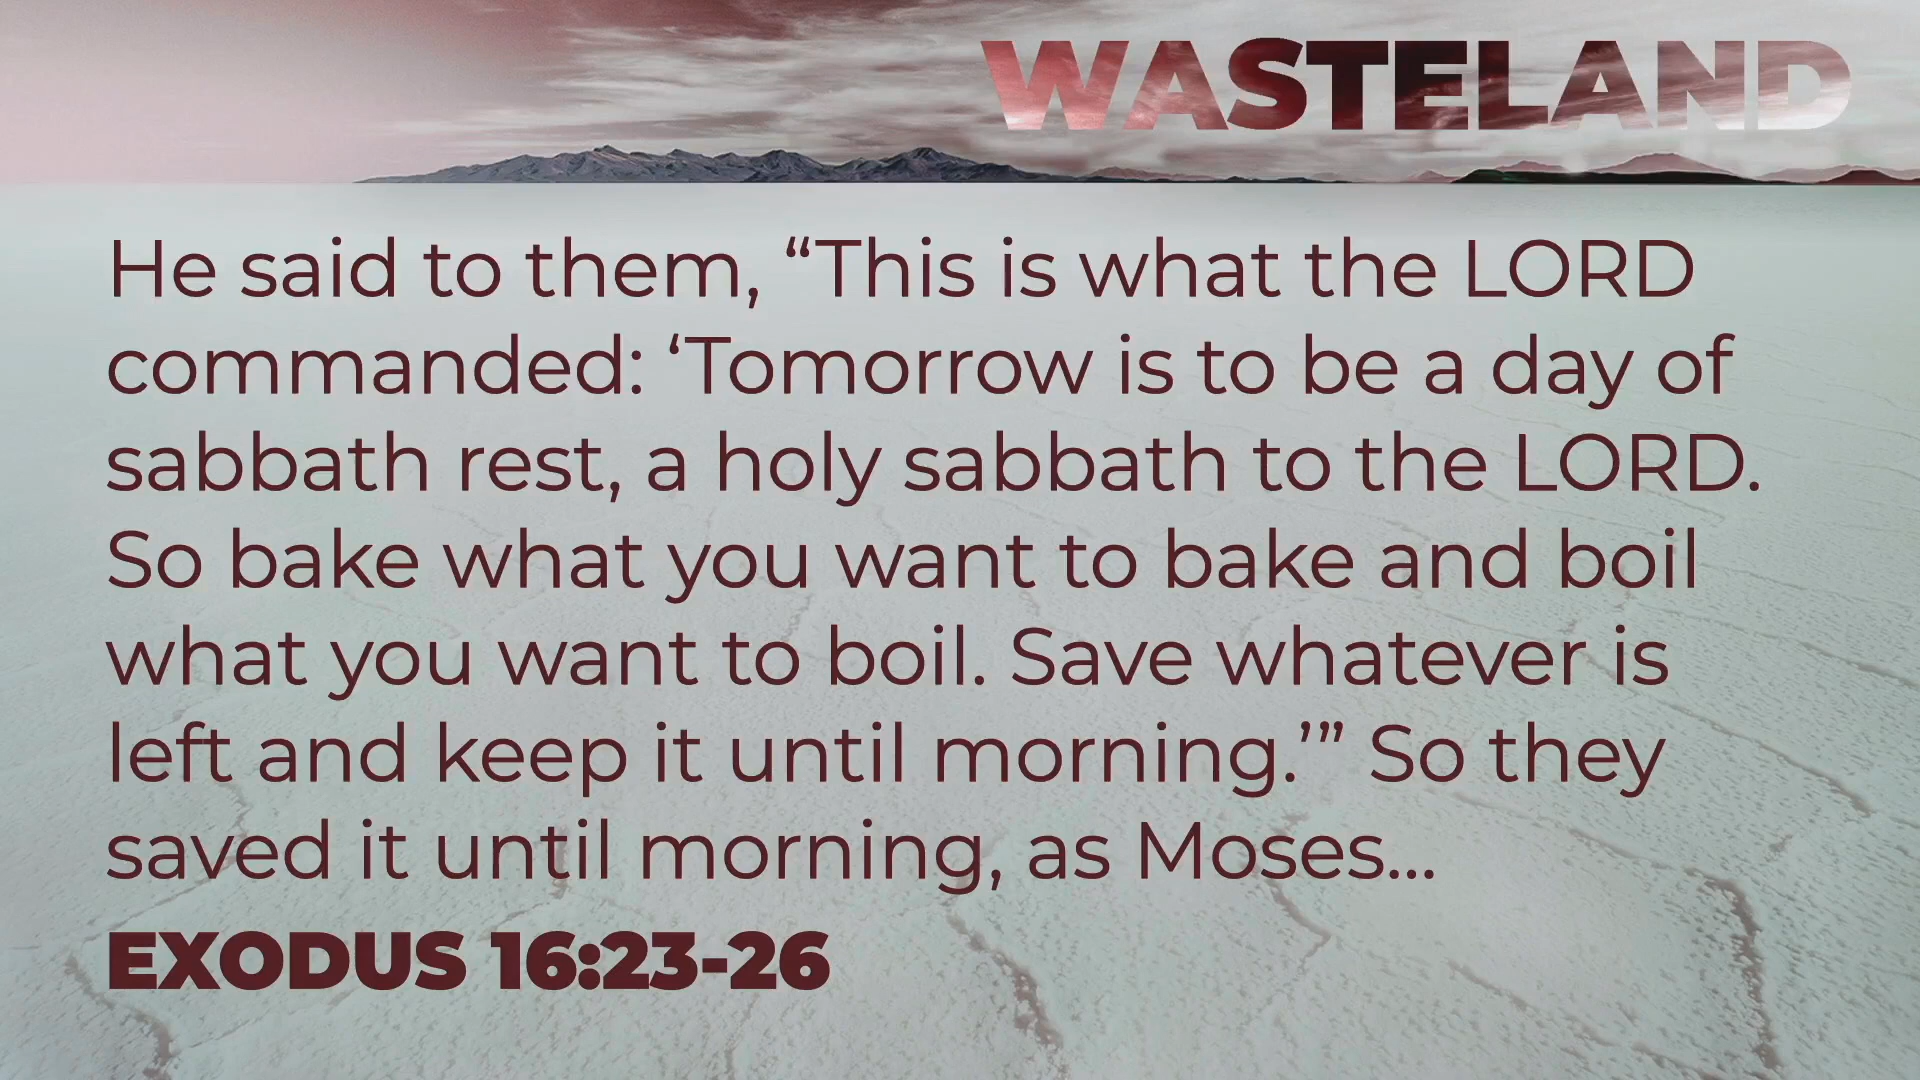 WASTELAND
He said to them, “This is what the LORD
commanded: ‘Tomorrow is to be a day of
sabbath rest, a holy sabbath to the LORD.
So bake what you want to bake and boil
what you want to boil. Save whatever is
left and keep it until morning.’” So they
saved it until morning, as Moses...
EXODUS 16:23-26